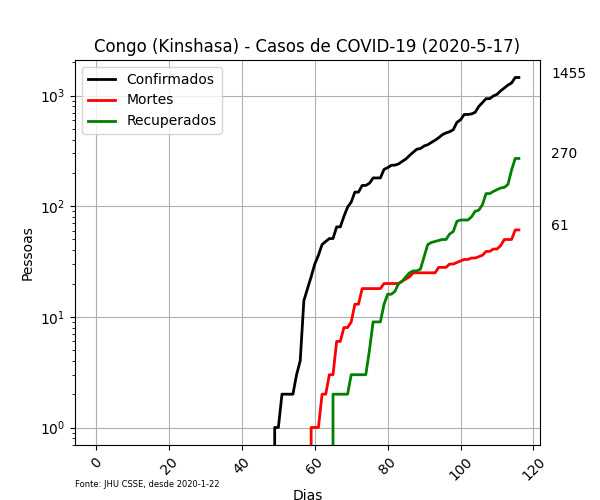 Congo (Kinshasa) - Casos de COVID-19 (2020-5-17)
Confirmados
Mortes
Recuperados
1455
270
61
10³
10²
10¹
10⁰
Pessoas
0 20 40 60 80 100 120
Fonte: JHU CSSE, desde 2020-1-22
Dias